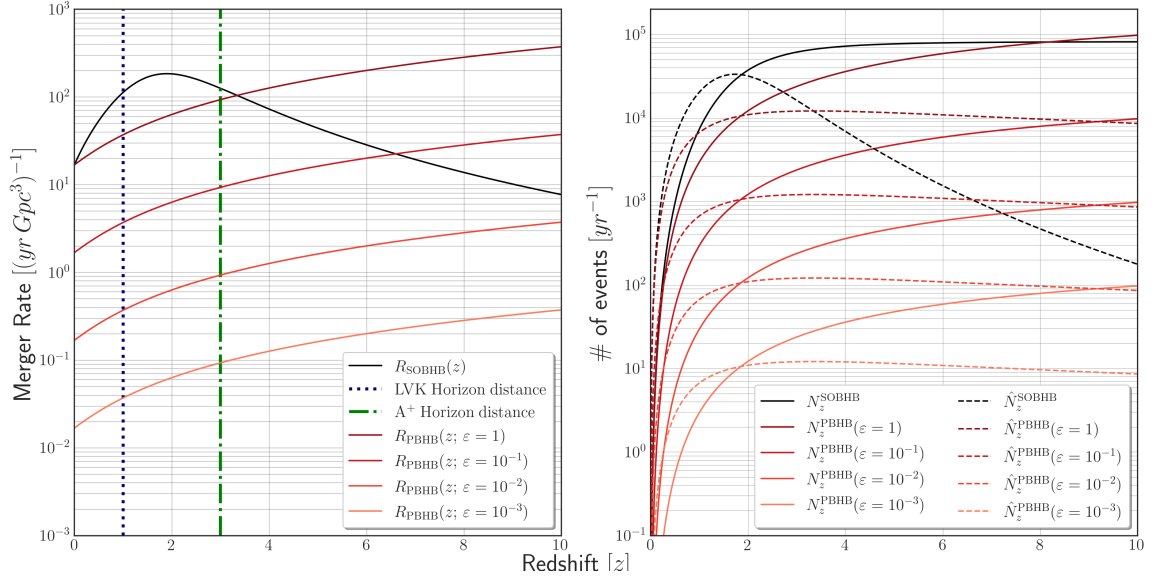 Merger Rate [(yr Gpc³)⁻¹]
10³
10²
10¹
10⁰
10⁻¹
10⁻²
10⁻³
0
2
4
6
8
10
R_SOBHB(z)
LVK Horizon distance
A⁺ Horizon distance
R_PBHB(z; ε = 1)
R_PBHB(z; ε = 10⁻¹)
R_PBHB(z; ε = 10⁻²)
R_PBHB(z; ε = 10⁻³)
# of events [yr⁻¹]
10⁵
10⁴
10³
10²
10¹
10⁰
10⁻¹
0
2
4
6
8
10
N_z^SOBHB
N_z^PBHB(ε = 1)
N_z^PBHB(ε = 10⁻¹)
N_z^PBHB(ε = 10⁻²)
N_z^PBHB(ε = 10⁻³)
N̂_z^SOBHB
N̂_z^PBHB(ε = 1)
N̂_z^PBHB(ε = 10⁻¹)
N̂_z^PBHB(ε = 10⁻²)
N̂_z^PBHB(ε = 10⁻³)
Redshift [z]